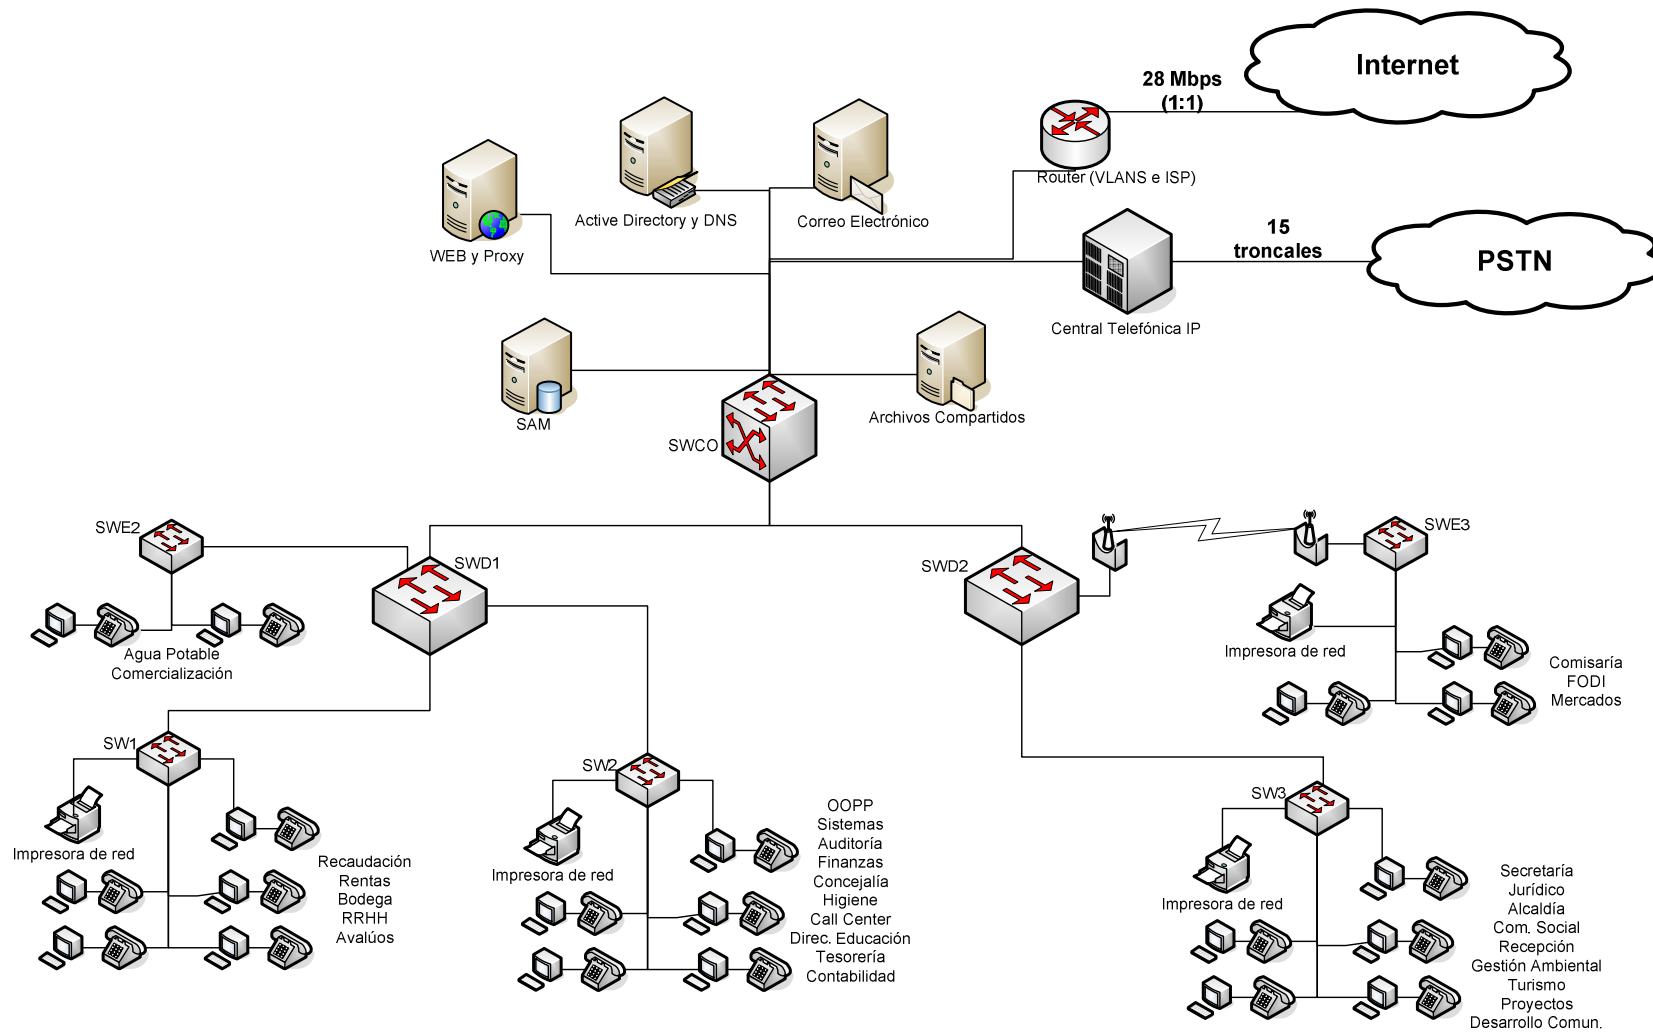 Internet
28 Mbps
(1:1)
Router (VLANS e ISP)
Active Directory y DNS
Correo Electrónico
WEB y Proxy
15
troncales
PSTN
Central Telefónica IP
SAM
Archivos Compartidos
SWCO
SWE2
SWD1
SWD2
SWE3
Agua Potable
Comercialización
Impresora de red
Comisaría
FODI
Mercados
SW1
Impresora de red
Recaudación
Rentas
Bodega
RRHH
Avalúos
SW2
Impresora de red
OOPP
Sistemas
Auditoría
Finanzas
Concejalía
Higiene
Call Center
Direc. Educación
Tesorería
Contabilidad
SW3
Impresora de red
Secretaría
Jurídico
Alcaldía
Com. Social
Recepción
Gestión Ambiental
Turismo
Proyectos
Desarrollo Comun.